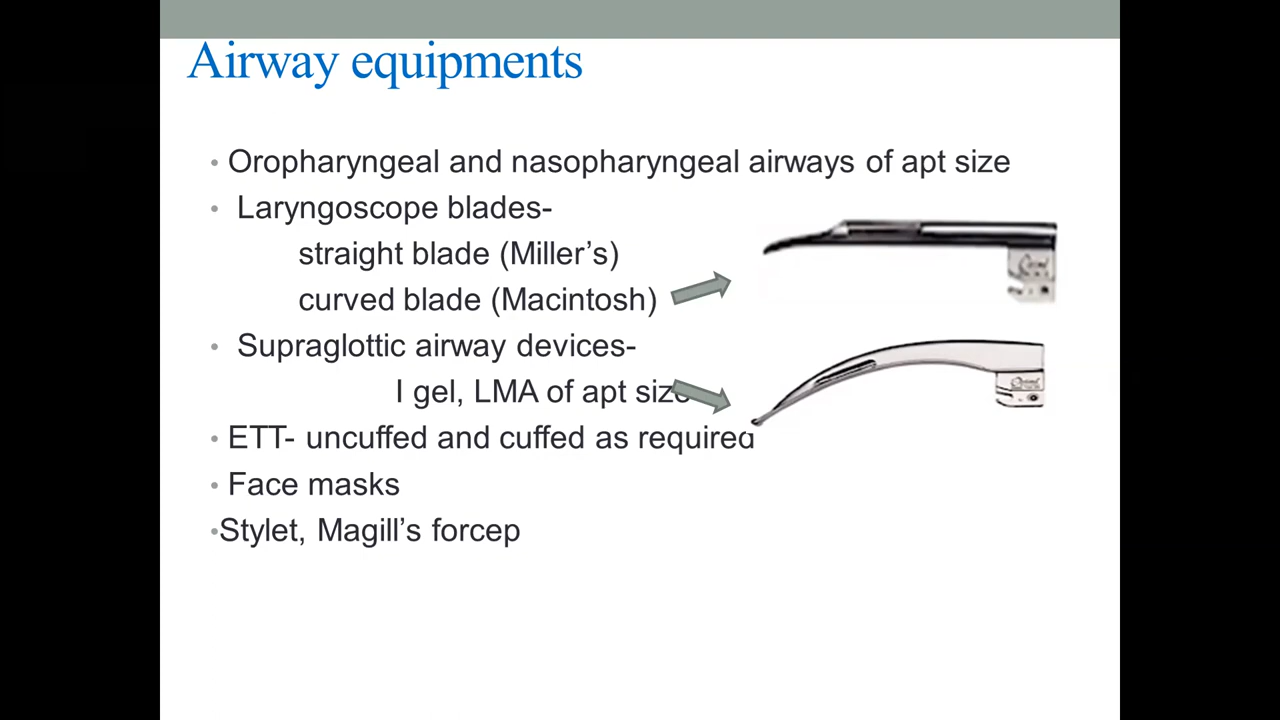 Airway equipments
• Oropharyngeal and nasopharyngeal airways of apt size
• Laryngoscope blades-
straight blade (Miller’s)
curved blade (Macintosh)
• Supraglottic airway devices-
I gel, LMA of apt size
• ETT- uncuffed and cuffed as required
• Face masks
•Stylet, Magill’s forcep